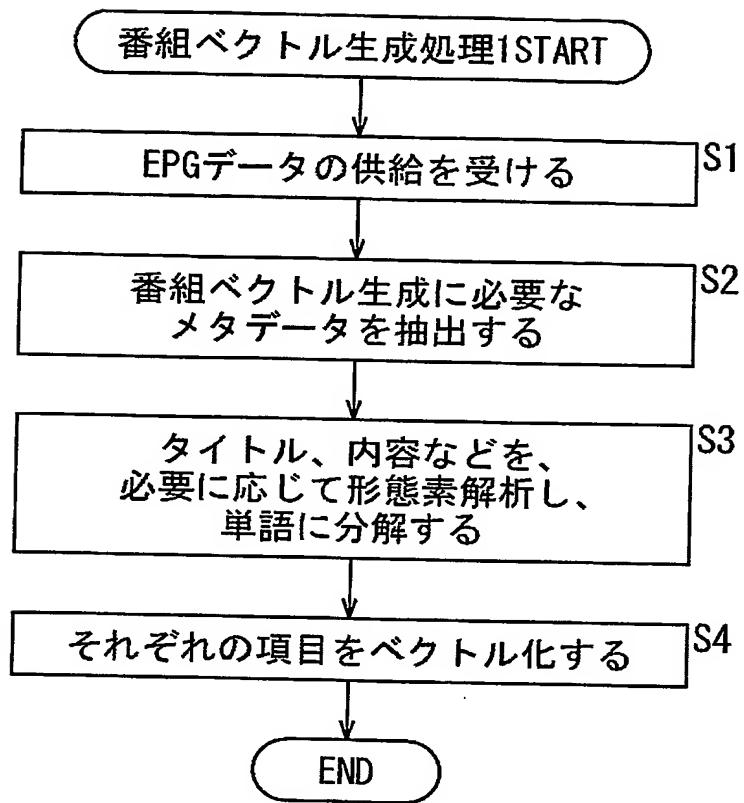 番組ベクトル生成処理1START
EPGデータの供給を受ける
S1
番組ベクトル生成に必要な
メタデータを抽出する
S2
タイトル、内容などを、
必要に応じて形態素解析し、
単語に分解する
S3
それぞれの項目をベクトル化する
S4
END